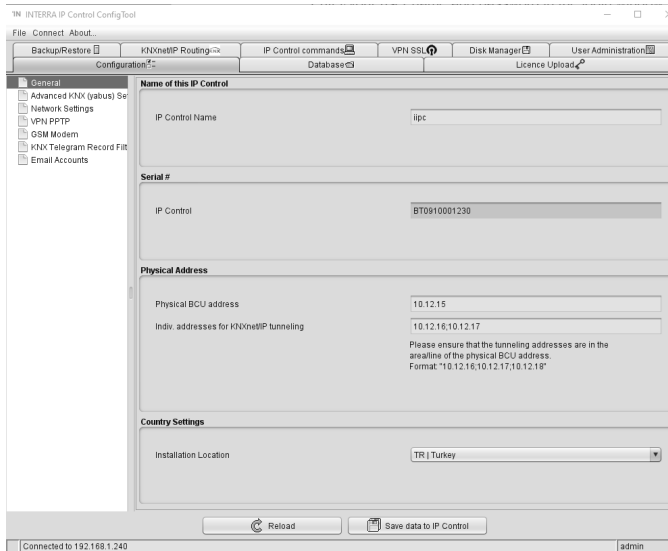 IN INTERRA IP Control ConfigTool
File Connect About...
Backup/Restore KNXnet/IP Routing IP Control commands VPN SSL Disk Manager User Administration
Configuration Database Licence Upload
General
Advanced KNX (yabus) Set
Network Settings
VPN PPTP
GSM Modem
KNX Telegram Record Filt
Email Accounts
Name of this IP Control
IP Control Name iipc
Serial #
IP Control BT0910001230
Physical Address
Physical BCU address 10.12.15
Indiv. addresses for KNXnet/IP tunneling 10.12.16;10.12.17
Please ensure that the tunneling addresses are in the
area/line of the physical BCU address.
Format: "10.12.16;10.12.17;10.12.18"
Country Settings
Installation Location TR | Turkey
Reload Save data to IP Control
Connected to 192.168.1.240 admin